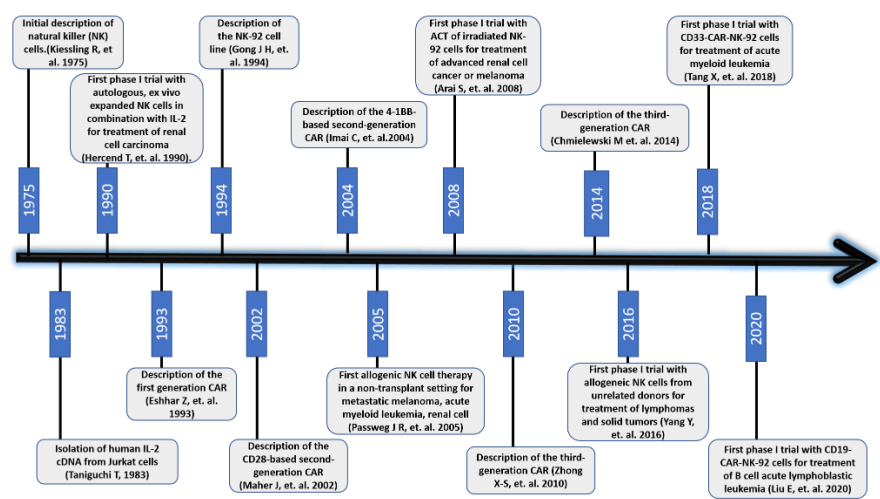 Initial description of
natural killer (NK)
cells.(Kiessling R, et
al. 1975)
First phase I trial with
autologous, ex vivo
expanded NK cells in
combination with IL-2
for treatment of renal
cell carcinoma
(Hercend T, et. al. 1990).
Description of
the NK-92 cell
line (Gong J H, et.
al. 1994)
Description of the 4-1BB-
based second-generation
CAR (Imai C, et. al.2004)
First phase I trial with
ACT of irradiated NK-
92 cells for treatment
of advanced renal cell
cancer or melanoma
(Arai S, et. al. 2008)
Description of the third-
generation CAR
(Chmielewski M et. al. 2014)
First phase I trial with
CD33-CAR-NK-92 cells
for treatment of acute
myeloid leukemia
(Tang X, et. al. 2018)
1975
1990
1994
2004
2008
2014
2018
1983
1993
2002
2005
2010
2016
2020
Isolation of human IL-2
cDNA from Jurkat cells
(Taniguchi T, 1983)
Description of the
first generation CAR
(Eshhar Z, et. al.
1993)
Description of the
CD28-based second-
generation CAR
(Maher J, et. al. 2002)
First allogenic NK cell therapy
in a non-transplant setting for
metastatic melanoma, acute
myeloid leukemia, renal cell
(Passweg J R, et. al. 2005)
Description of the third-
generation CAR (Zhong
X-S, et. al. 2010)
First phase I trial with
allogeneic NK cells from
unrelated donors for
treatment of lymphomas
and solid tumors (Yang Y,
et. al. 2016)
First phase I trial with CD19-
CAR-NK-92 cells for treatment
of B cell acute lymphoblastic
leukemia (Liu E, et. al. 2020)